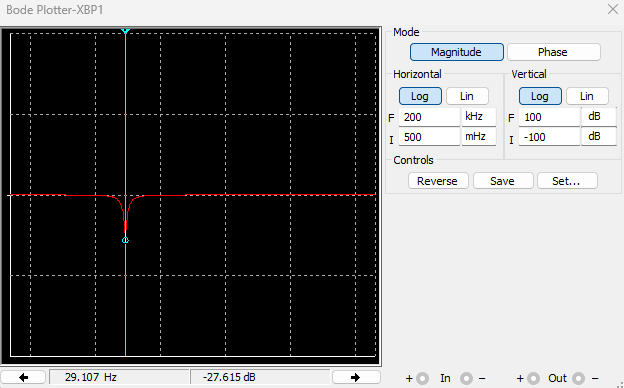 Bode Plotter-XBP1
Mode
Magnitude Phase
Horizontal Vertical
Log Lin Log Lin
F 200 kHz F 100 dB
I 500 mHz I -100 dB
Controls
Reverse Save Set...
29.107 Hz -27.615 dB
+ In − + Out −